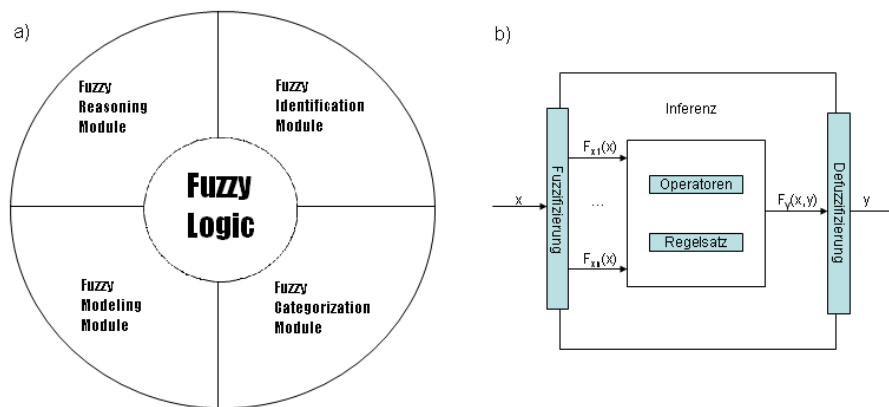 a)
Fuzzy
Reasoning
Module
Fuzzy
Identification
Module
Fuzzy
Logic
Fuzzy
Modeling
Module
Fuzzy
Categorization
Module
b)
Inferenz
x
Fuzzifizierung
Fx1(x)
...
Fxn(x)
Operatoren
Regelsatz
Fy(x,y)
Defuzzifizierung
y